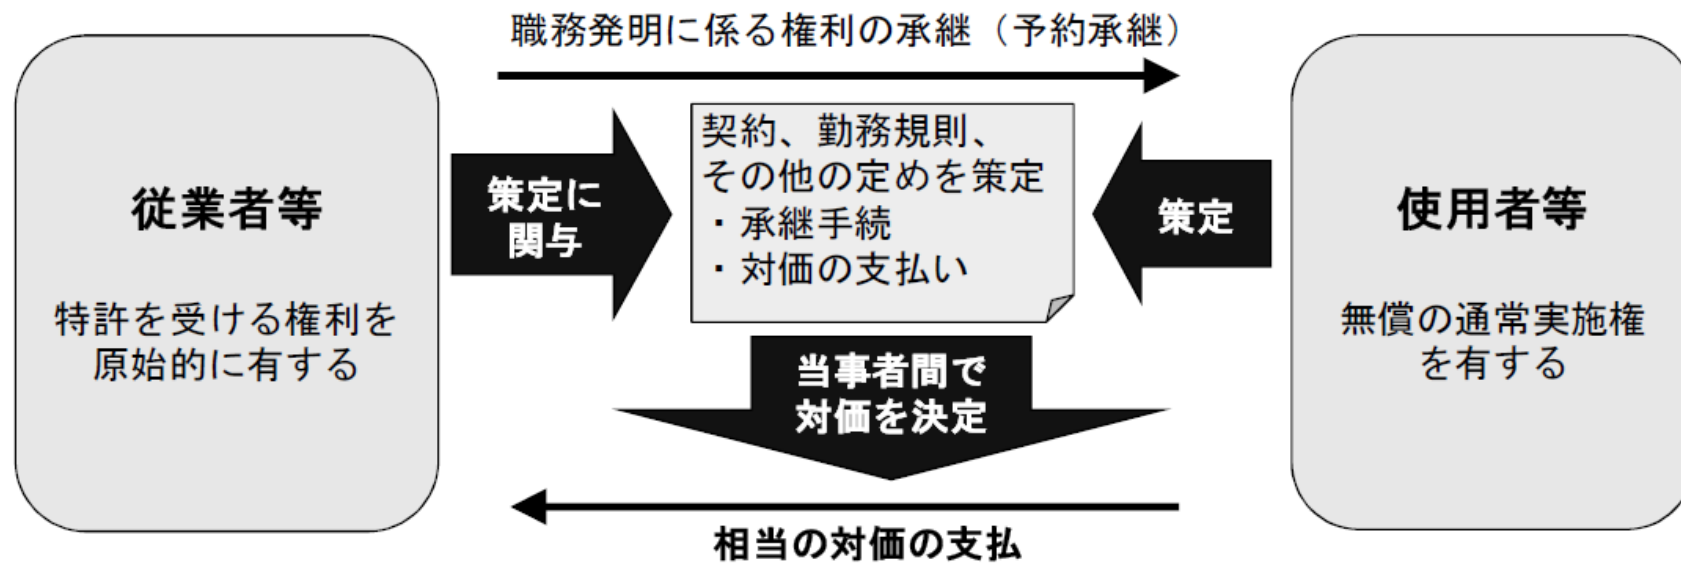 職務発明に係る権利の承継（予約承継）
従業者等
特許を受ける権利を
原始的に有する
策定に
関与
契約、勤務規則、
その他の定めを策定
・承継手続
・対価の支払い
策定
使用者等
無償の通常実施権
を有する
当事者間で
対価を決定
相当の対価の支払